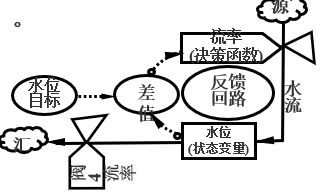 。
源
流率
(决策函数)
水位
目标
差
值
反馈
回路
水
流
水位
(状态变量)
汇
阀4
流率